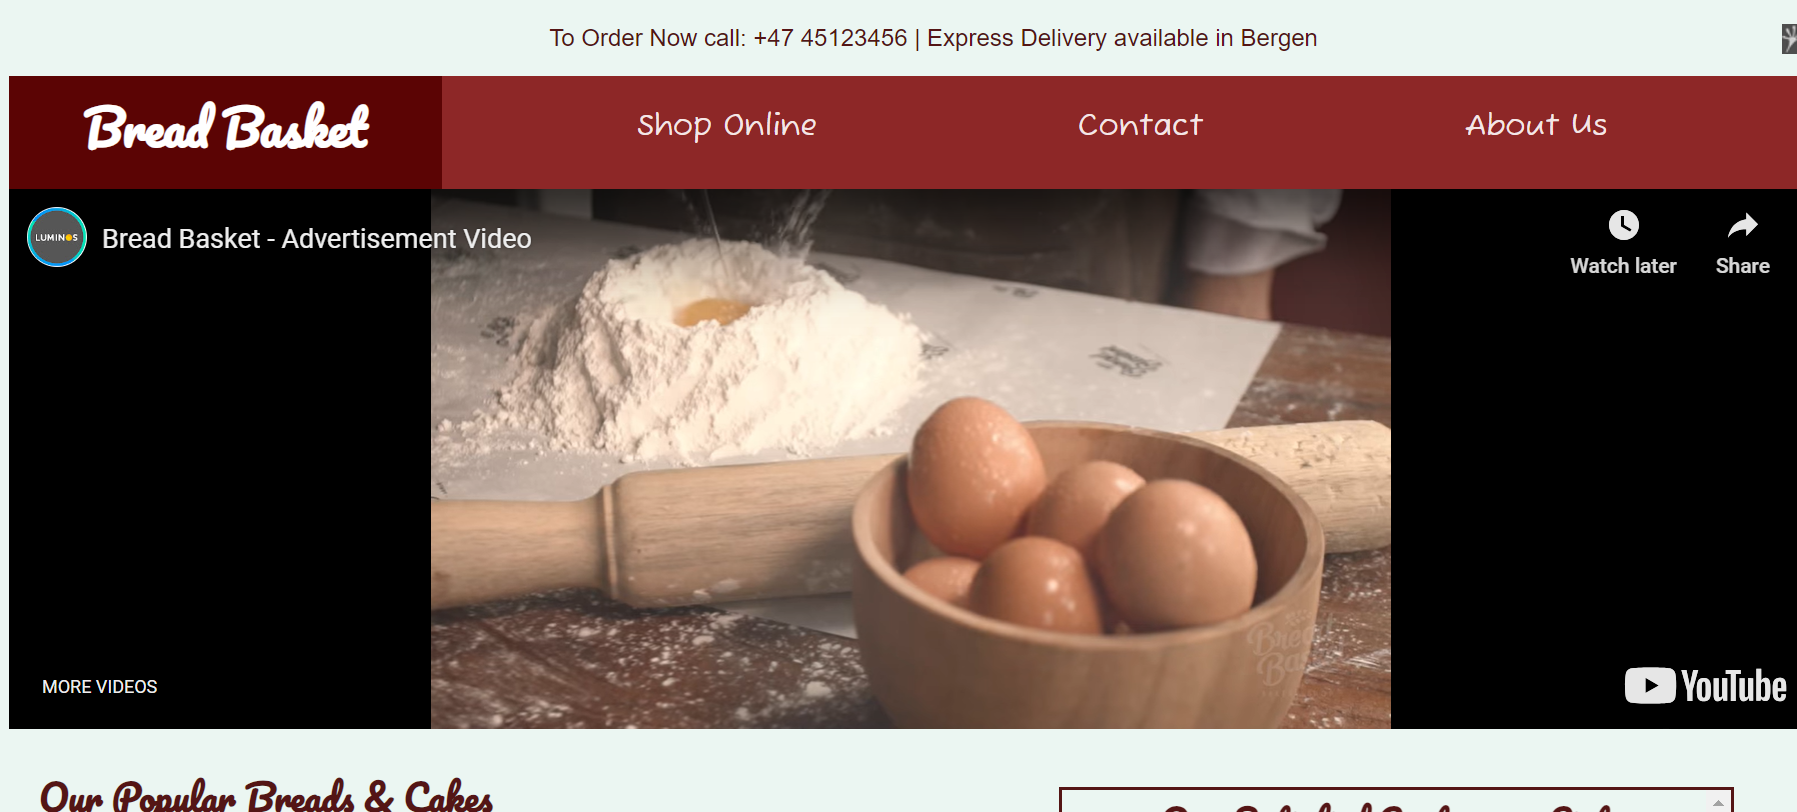 To Order Now call: +47 45123456 | Express Delivery available in Bergen
Bread Basket
Shop Online
Contact
About Us
LUMINOS
Bread Basket - Advertisement Video
Watch later
Share
MORE VIDEOS
YouTube
Our Popular Breads & Cakes